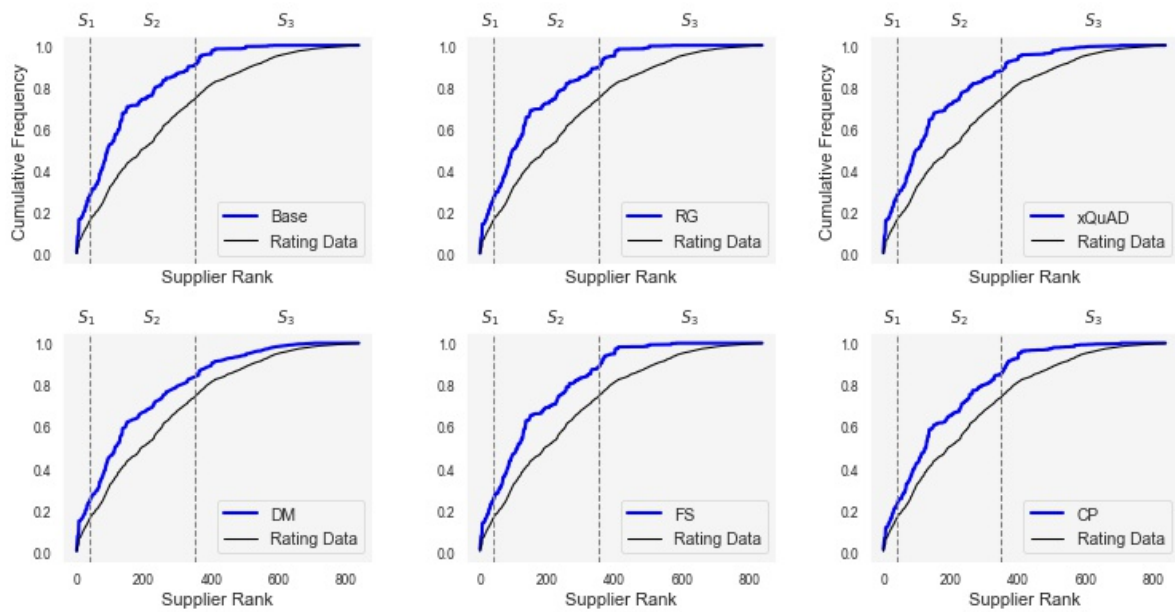 S1 S2 S3 S1 S2 S3 S1 S2 S3
Cumulative Frequency
1.0
0.8
0.6
0.4
0.2
0.0
Base
Rating Data
Supplier Rank
1.0
0.8
0.6
0.4
0.2
0.0
RG
Rating Data
Supplier Rank
Cumulative Frequency
1.0
0.8
0.6
0.4
0.2
0.0
xQuAD
Rating Data
Supplier Rank
S1 S2 S3 S1 S2 S3 S1 S2 S3
1.0
0.8
0.6
0.4
0.2
0.0
DM
Rating Data
0 200 400 600 800
Supplier Rank
1.0
0.8
0.6
0.4
0.2
0.0
FS
Rating Data
0 200 400 600 800
Supplier Rank
1.0
0.8
0.6
0.4
0.2
0.0
CP
Rating Data
0 200 400 600 800
Supplier Rank